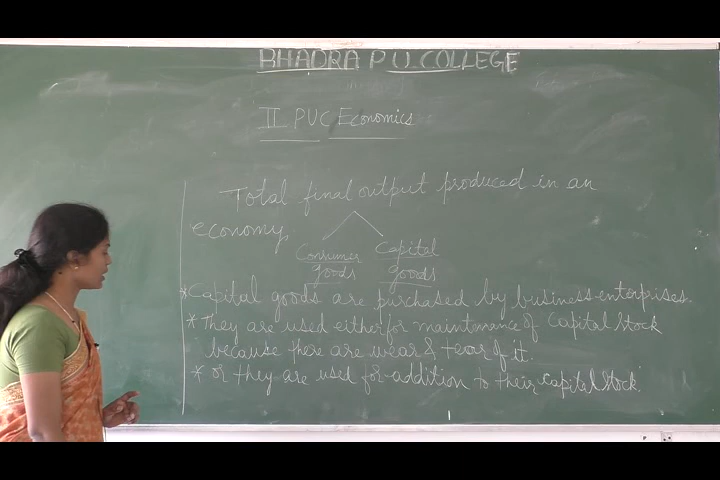 BHADRA P U COLLEGE
II PUC Economics
Total final output produced in an
economy.
Consumer goods
Capital goods
*Capital goods are purchased by business enterprises.
* They are used either for maintenance of Capital Stock
because there are wear & tear of it.
* or they are used for addition to their capital stock.